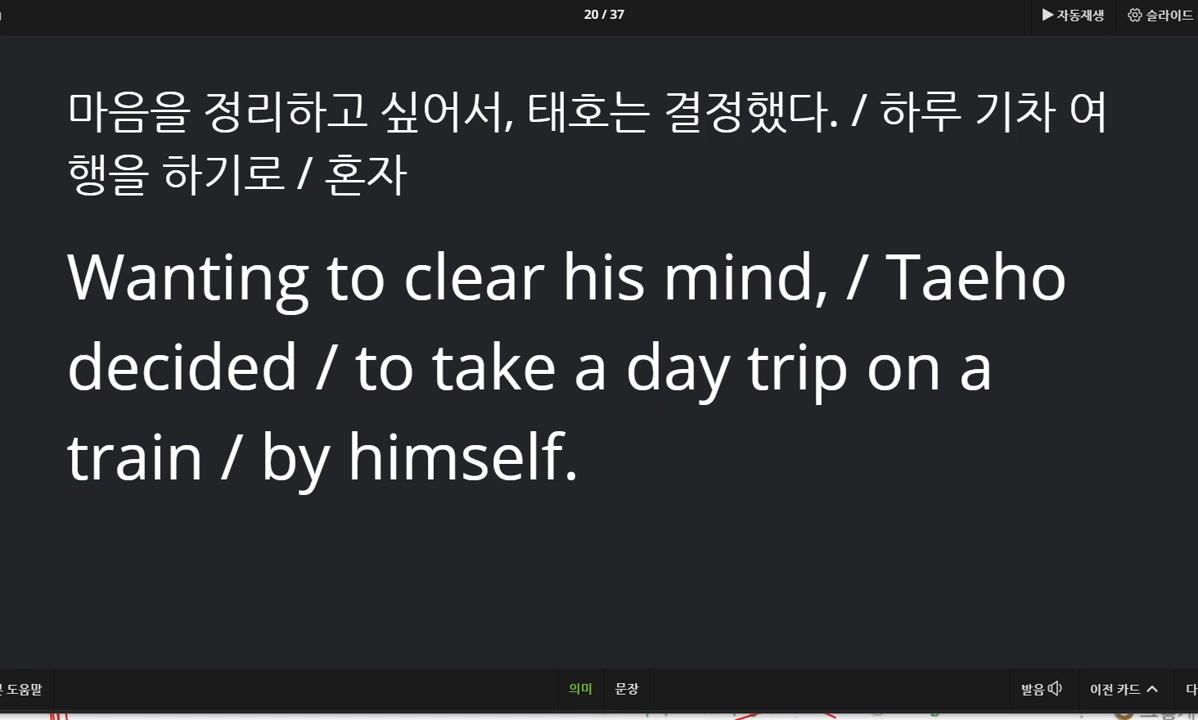 20 / 37
▶ 자동재생
슬라이드
마음을 정리하고 싶어서, 태호는 결정했다. / 하루 기차 여
행을 하기로 / 혼자
Wanting to clear his mind, / Taeho
decided / to take a day trip on a
train / by himself.
도움말
의미
문장
발음
이전 카드